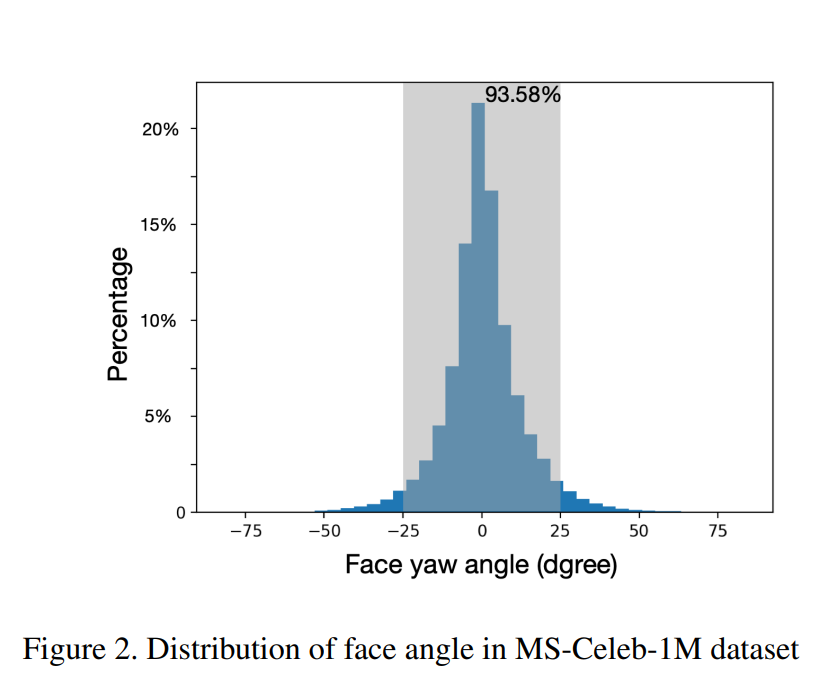 93.58%
20%
15%
10%
5%
0
Percentage
−75 −50 −25 0 25 50 75
Face yaw angle (dgree)
Figure 2. Distribution of face angle in MS-Celeb-1M dataset